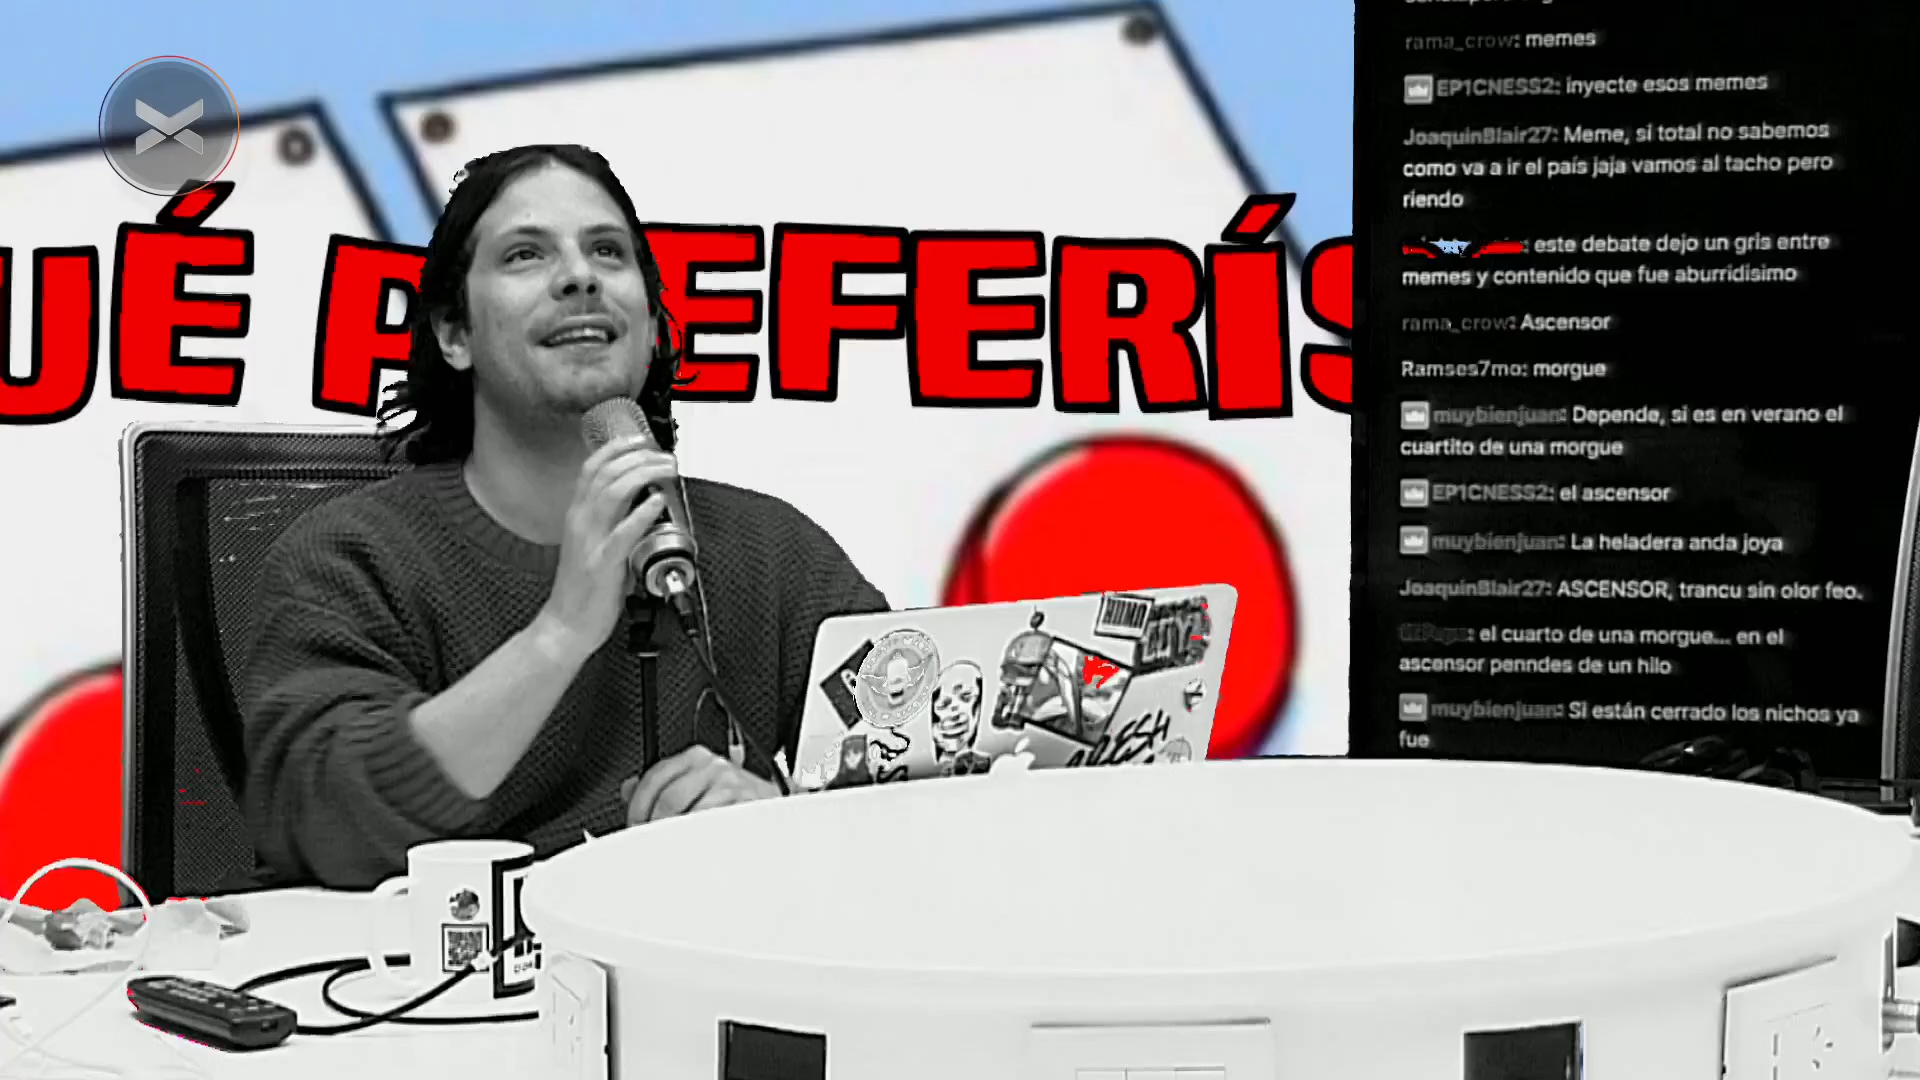 UÉ P EFERÍS
rama_crow: memes
EP1CNESS2: inyecte esos memes
JoaquinBlair27: Meme, si total no sabemos
como va a ir el país jaja vamos al tacho pero
riendo
: este debate dejo un gris entre
memes y contenido que fue aburridisimo
rama_crow: Ascensor
Ramses7mo: morgue
muybienjuan: Depende, si es en verano el
cuartito de una morgue
EP1CNESS2: el ascensor
muybienjuan: La heladera anda joya
JoaquinBlair27: ASCENSOR, trancu sin olor feo.
: el cuarto de una morgue... en el
ascensor penndes de un hilo
muybienjuan: Si están cerrado los nichos ya
fue